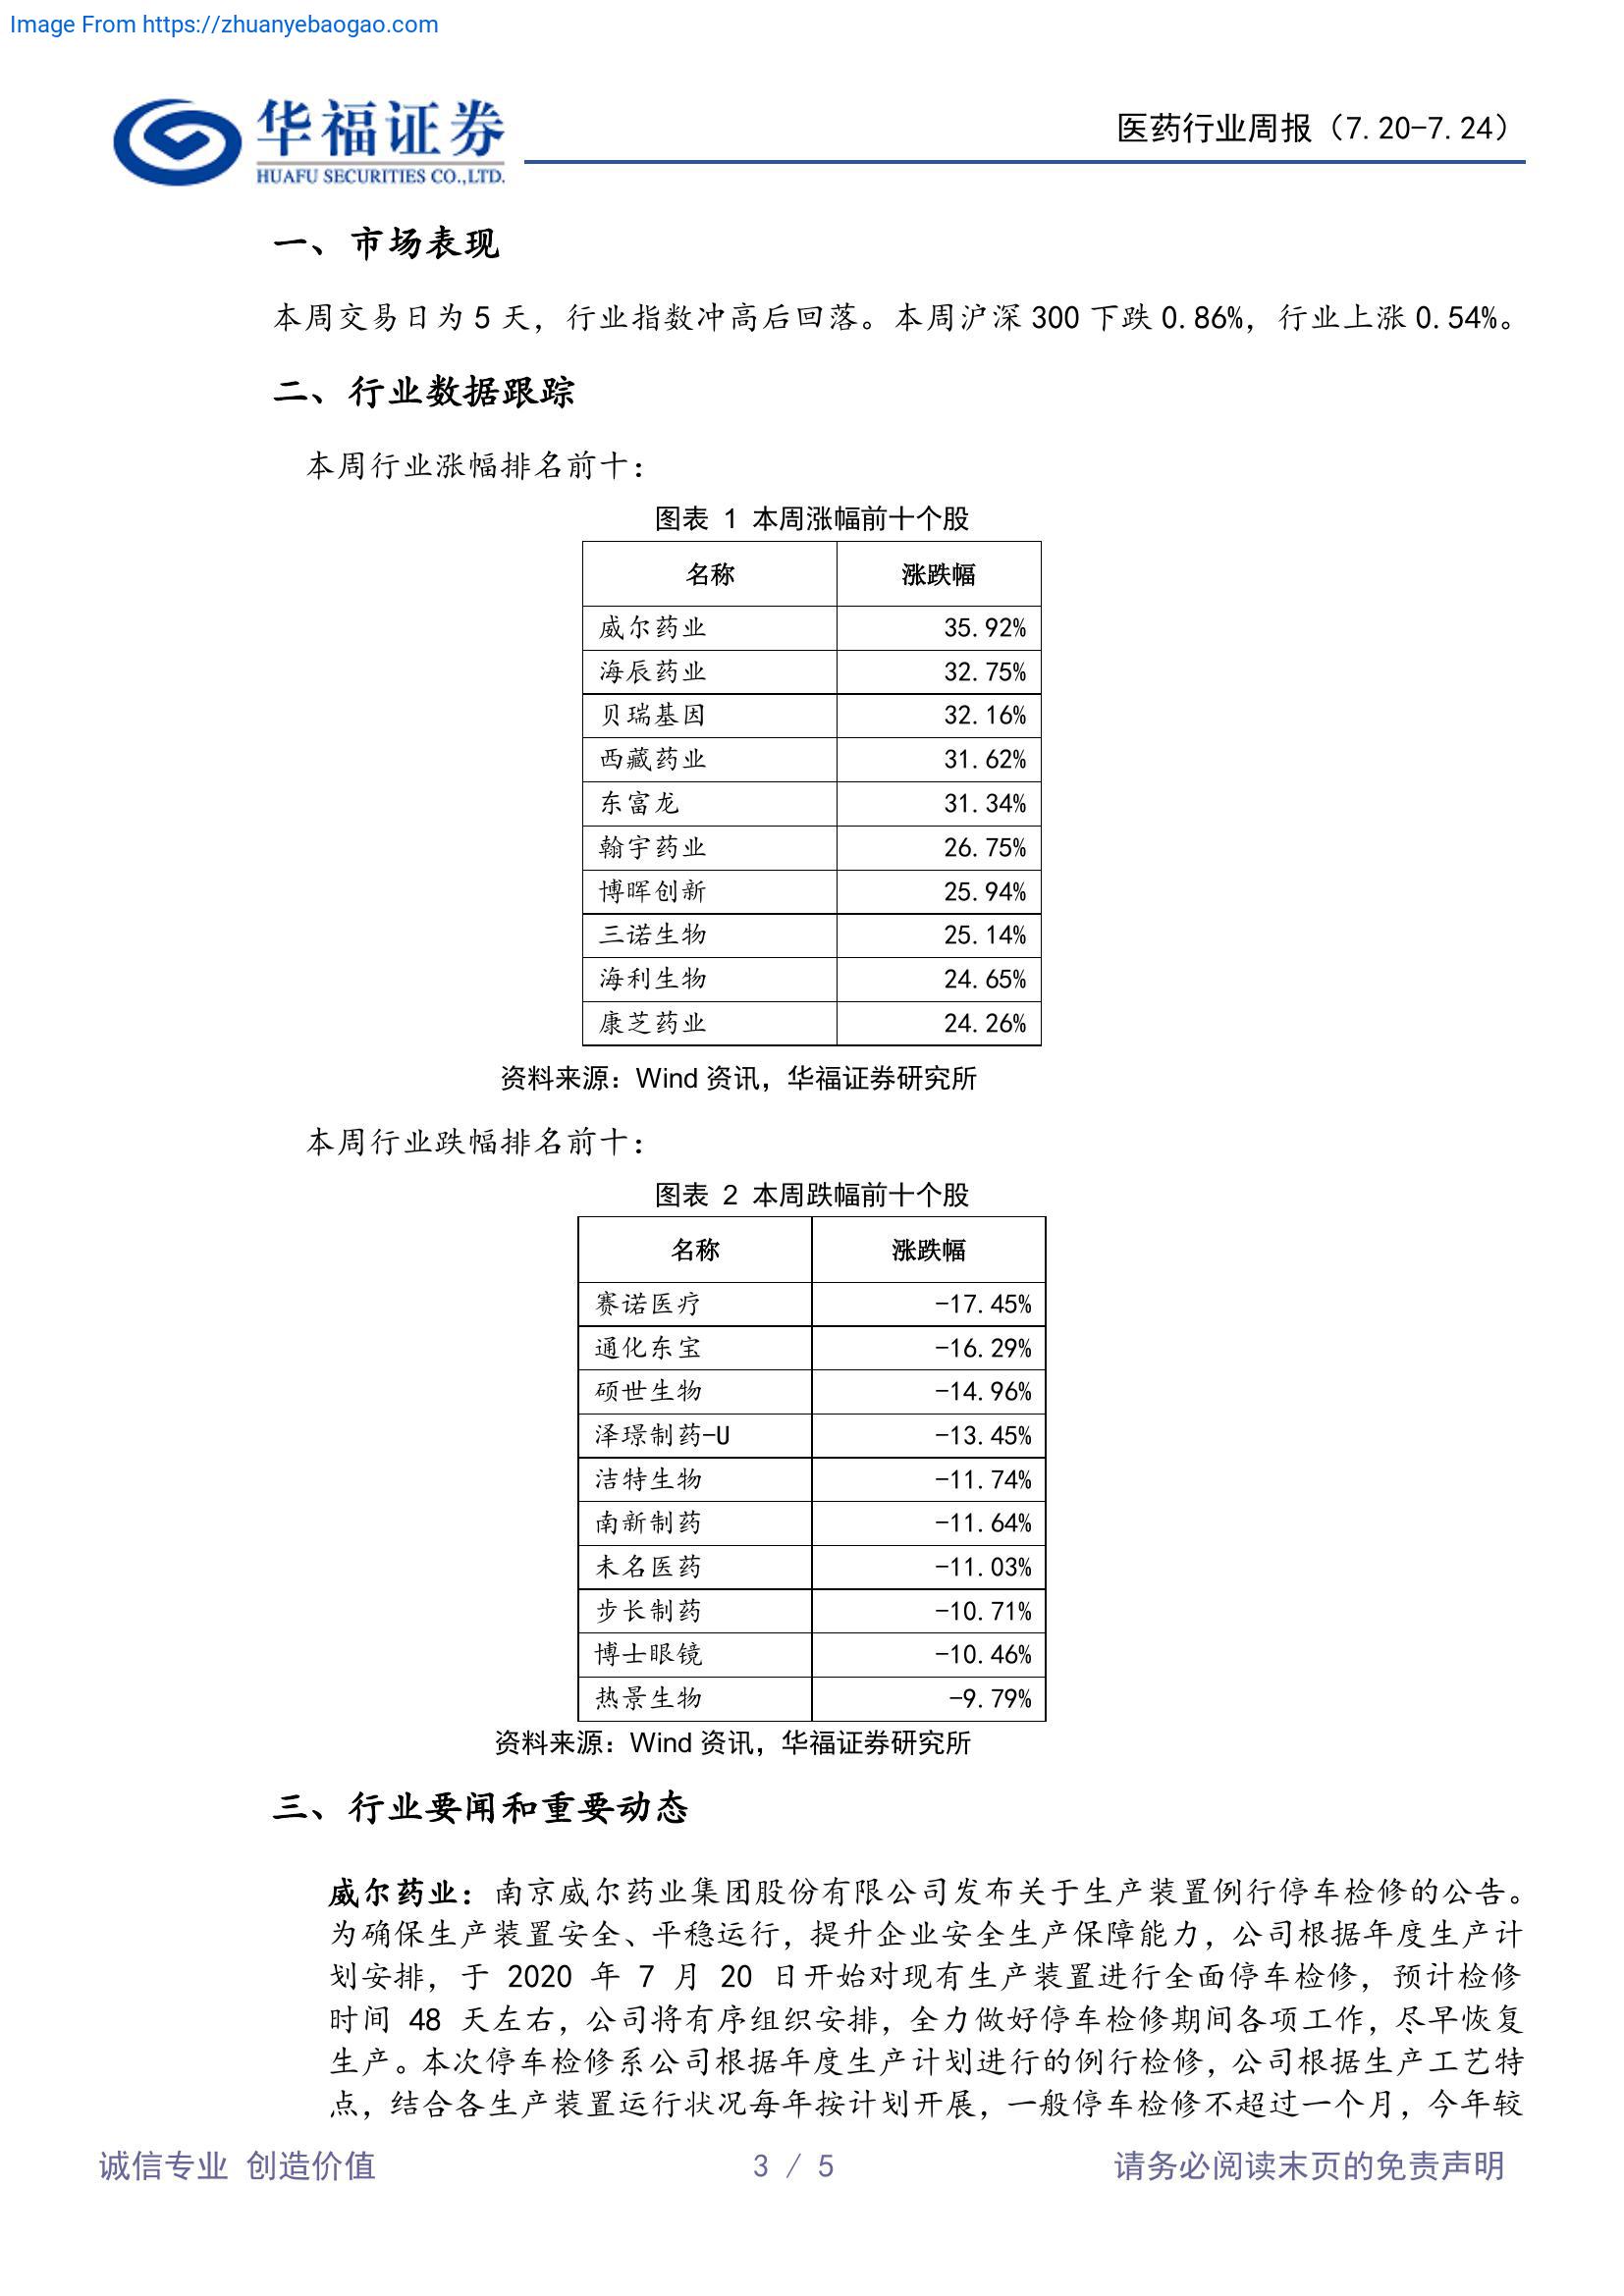 Image From https://zhuanyebaogao.com
华福证券
HUAFU SECURITIES CO.,LTD.
医药行业周报（7.20-7.24）
一、市场表现
本周交易日为 5 天，行业指数冲高后回落。本周沪深 300 下跌 0.86%，行业上涨 0.54%。
二、行业数据跟踪
本周行业涨幅排名前十：
图表 1 本周涨幅前十个股
名称 涨跌幅
威尔药业 35.92%
海辰药业 32.75%
贝瑞基因 32.16%
西藏药业 31.62%
东富龙 31.34%
翰宇药业 26.75%
博晖创新 25.94%
三诺生物 25.14%
海利生物 24.65%
康芝药业 24.26%
资料来源：Wind 资讯，华福证券研究所
本周行业跌幅排名前十：
图表 2 本周跌幅前十个股
名称 涨跌幅
赛诺医疗 -17.45%
通化东宝 -16.29%
硕世生物 -14.96%
泽璟制药-U -13.45%
洁特生物 -11.74%
南新制药 -11.64%
未名医药 -11.03%
步长制药 -10.71%
博士眼镜 -10.46%
热景生物 -9.79%
资料来源：Wind 资讯，华福证券研究所
三、行业要闻和重要动态
威尔药业：南京威尔药业集团股份有限公司发布关于生产装置例行停车检修的公告。
为确保生产装置安全、平稳运行，提升企业安全生产保障能力，公司根据年度生产计
划安排，于 2020 年 7 月 20 日开始对现有生产装置进行全面停车检修，预计检修
时间 48 天左右，公司将有序组织安排，全力做好停车检修期间各项工作，尽早恢复
生产。本次停车检修系公司根据年度生产计划进行的例行检修，公司根据生产工艺特
点，结合各生产装置运行状况每年按计划开展，一般停车检修不超过一个月，今年较
诚信专业 创造价值 3 / 5 请务必阅读末页的免责声明